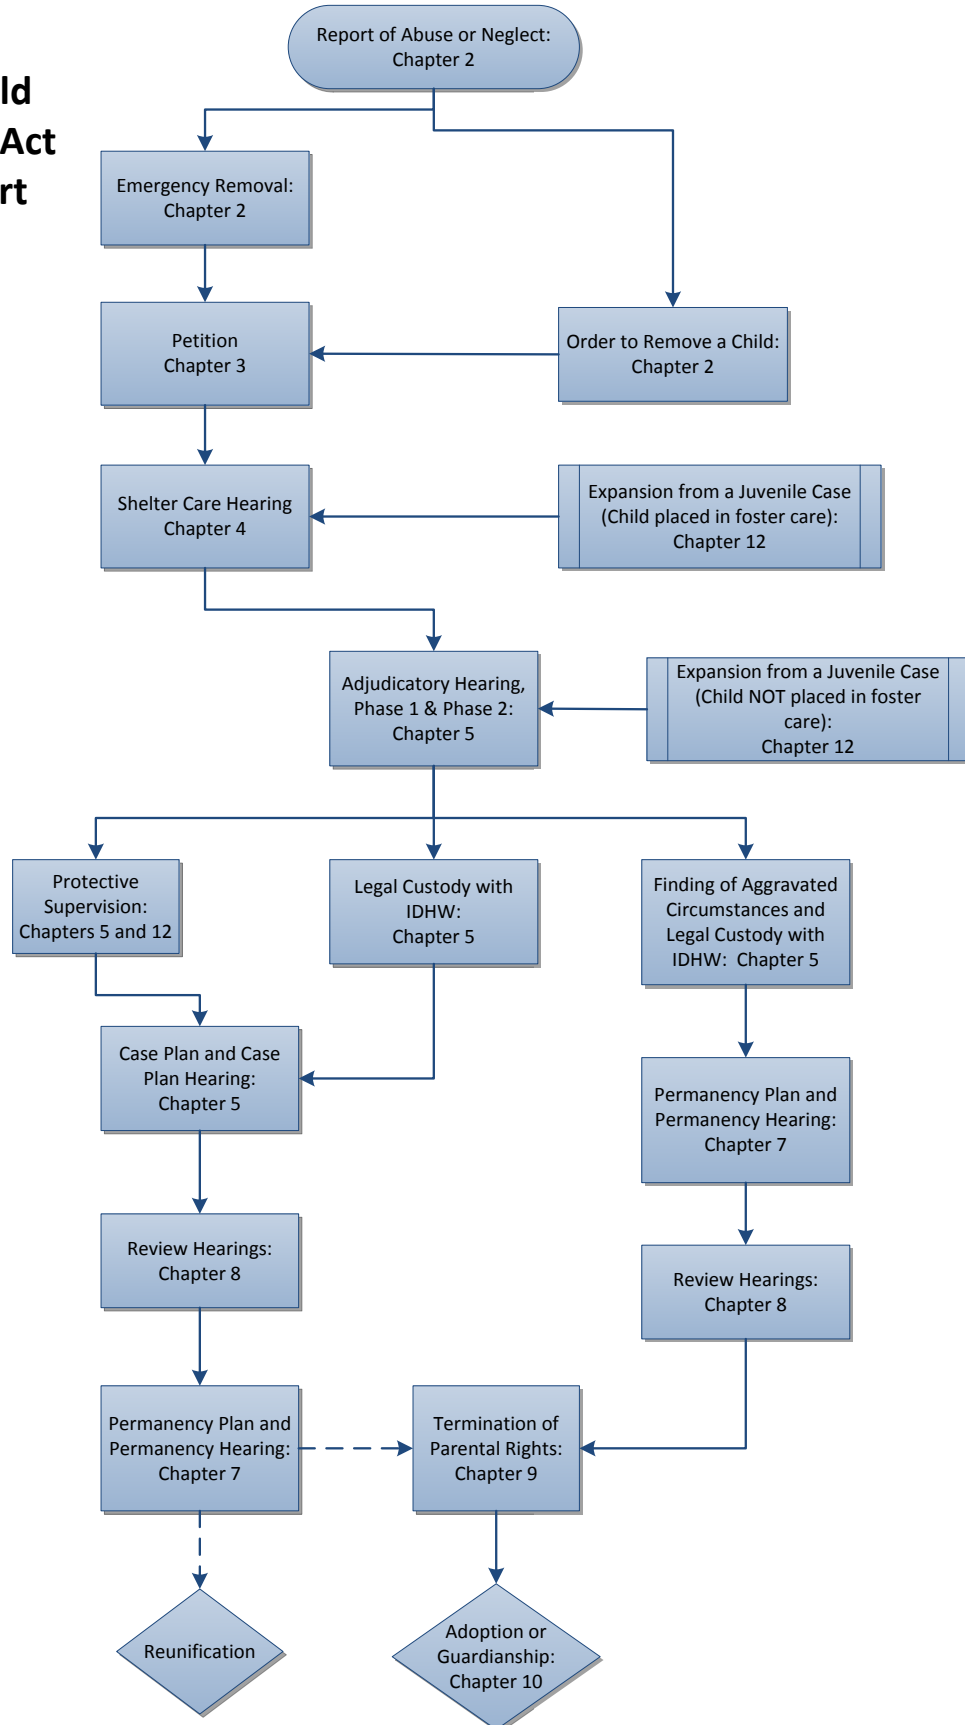 Report of Abuse or Neglect:
Chapter 2
ld
Act
rt
Emergency Removal:
Chapter 2
Petition
Chapter 3
Order to Remove a Child:
Chapter 2
Shelter Care Hearing
Chapter 4
Expansion from a Juvenile Case
(Child placed in foster care):
Chapter 12
Adjudicatory Hearing,
Phase 1 & Phase 2:
Chapter 5
Expansion from a Juvenile Case
(Child NOT placed in foster
care):
Chapter 12
Protective
Supervision:
Chapters 5 and 12
Legal Custody with
IDHW:
Chapter 5
Finding of Aggravated
Circumstances and
Legal Custody with
IDHW:  Chapter 5
Case Plan and Case
Plan Hearing:
Chapter 5
Permanency Plan and
Permanency Hearing:
Chapter 7
Review Hearings:
Chapter 8
Review Hearings:
Chapter 8
Permanency Plan and
Permanency Hearing:
Chapter 7
Termination of
Parental Rights:
Chapter 9
Reunification
Adoption or
Guardianship:
Chapter 10